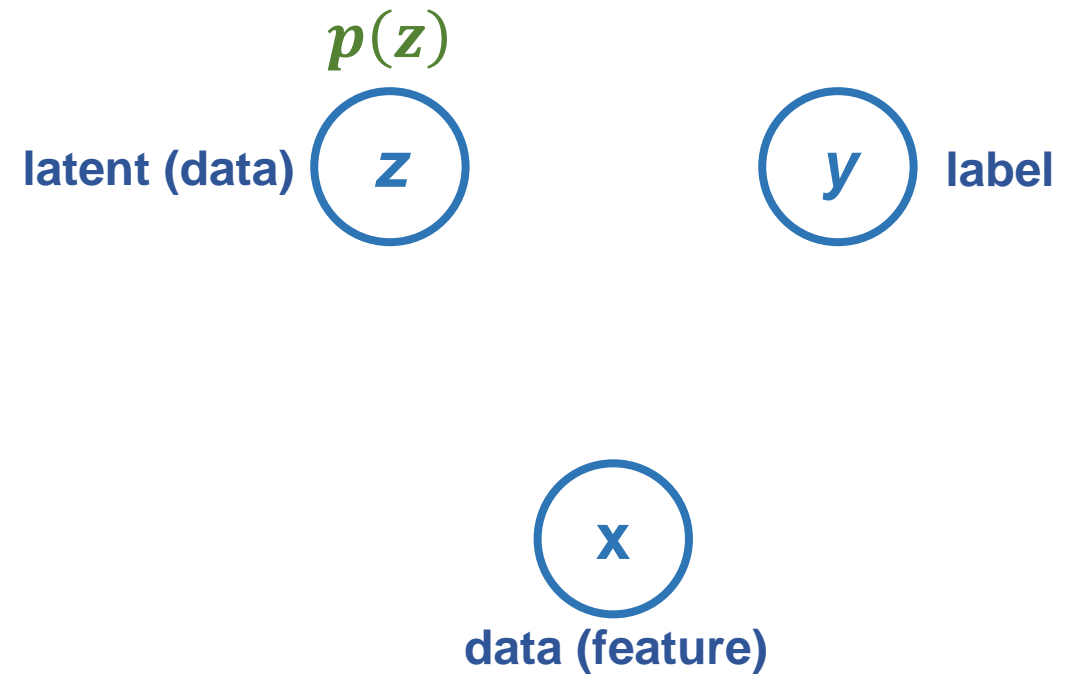 p(z)
latent (data) z y label
x
data (feature)